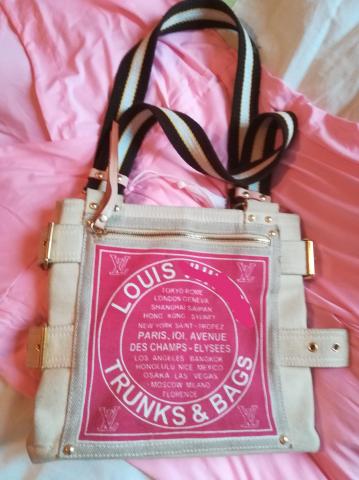 LOUIS
TOKYO ROME
LONDON GENEVA
SHANGHAI SAIPAN
HONG KONG SYDNEY
NEW YORK SAINT-TROPEZ
PARIS, 101, AVENUE
DES CHAMPS-ELYSEES
LOS ANGELES BANGKOK
HONOLULU NICE MEXICO
OSAKA LAS VEGAS
MOSCOW MILANO
FLORENCE
TRUNKS & BAGS